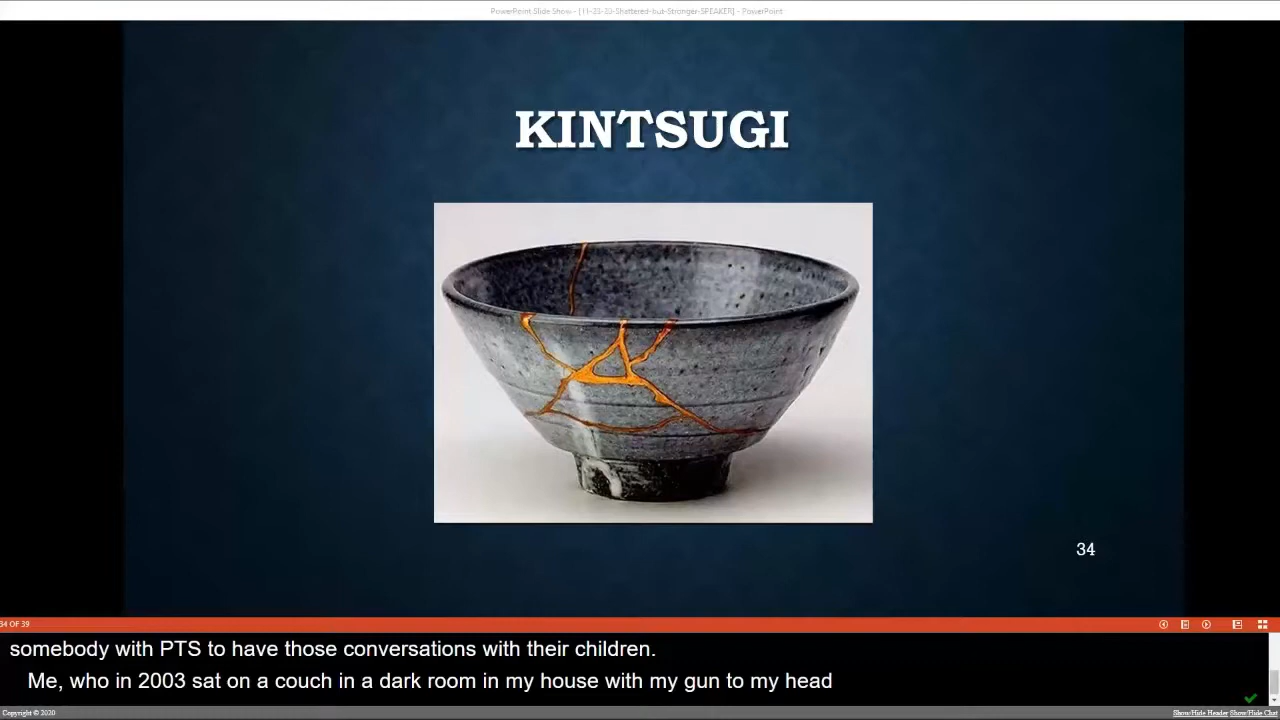 PowerPoint Slide Show - [11-23-20-Shattered-but-Stronger-SPEAKER] - PowerPoint
KINTSUGI
34
34 OF 39
somebody with PTS to have those conversations with their children.
Me, who in 2003 sat on a couch in a dark room in my house with my gun to my head
Copyright © 2020
Show/Hide Header Show/Hide Chat